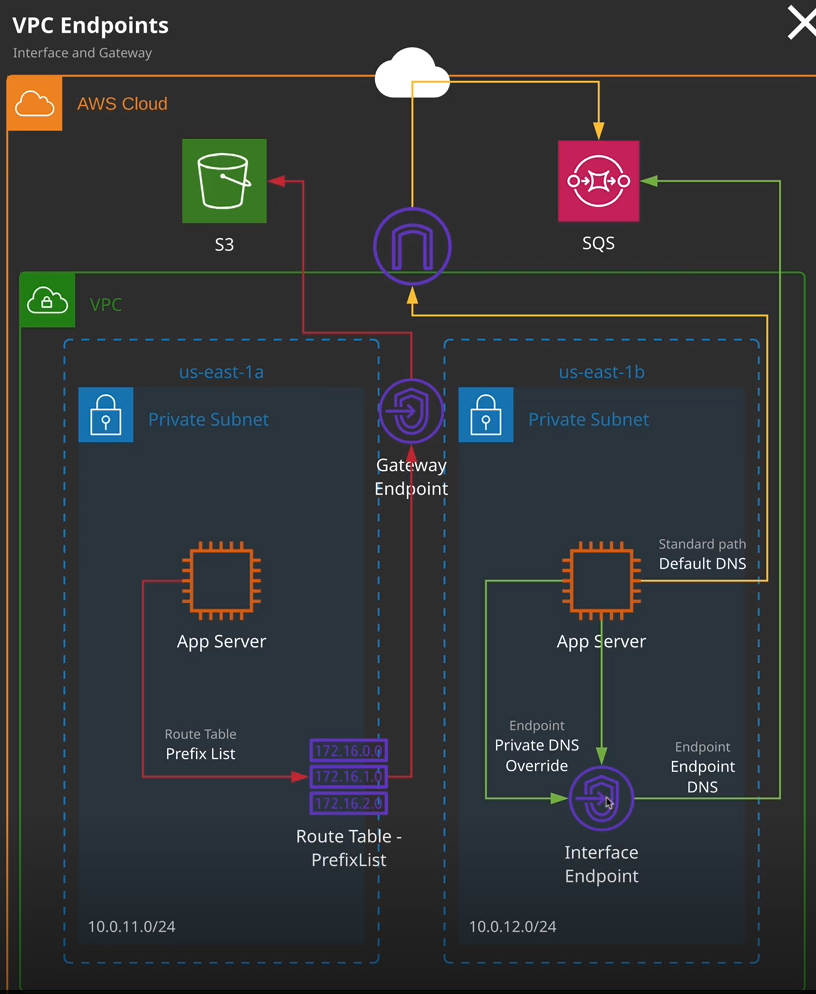 VPC Endpoints
Interface and Gateway
AWS Cloud
S3
SQS
VPC
us-east-1a
us-east-1b
Private Subnet
Private Subnet
Gateway
Endpoint
Standard path
Default DNS
App Server
App Server
Route Table
Prefix List
Endpoint
Private DNS
Override
Endpoint
Endpoint
DNS
172.16.0.0
172.16.1.0
172.16.2.0
Route Table -
PrefixList
Interface
Endpoint
10.0.11.0/24
10.0.12.0/24